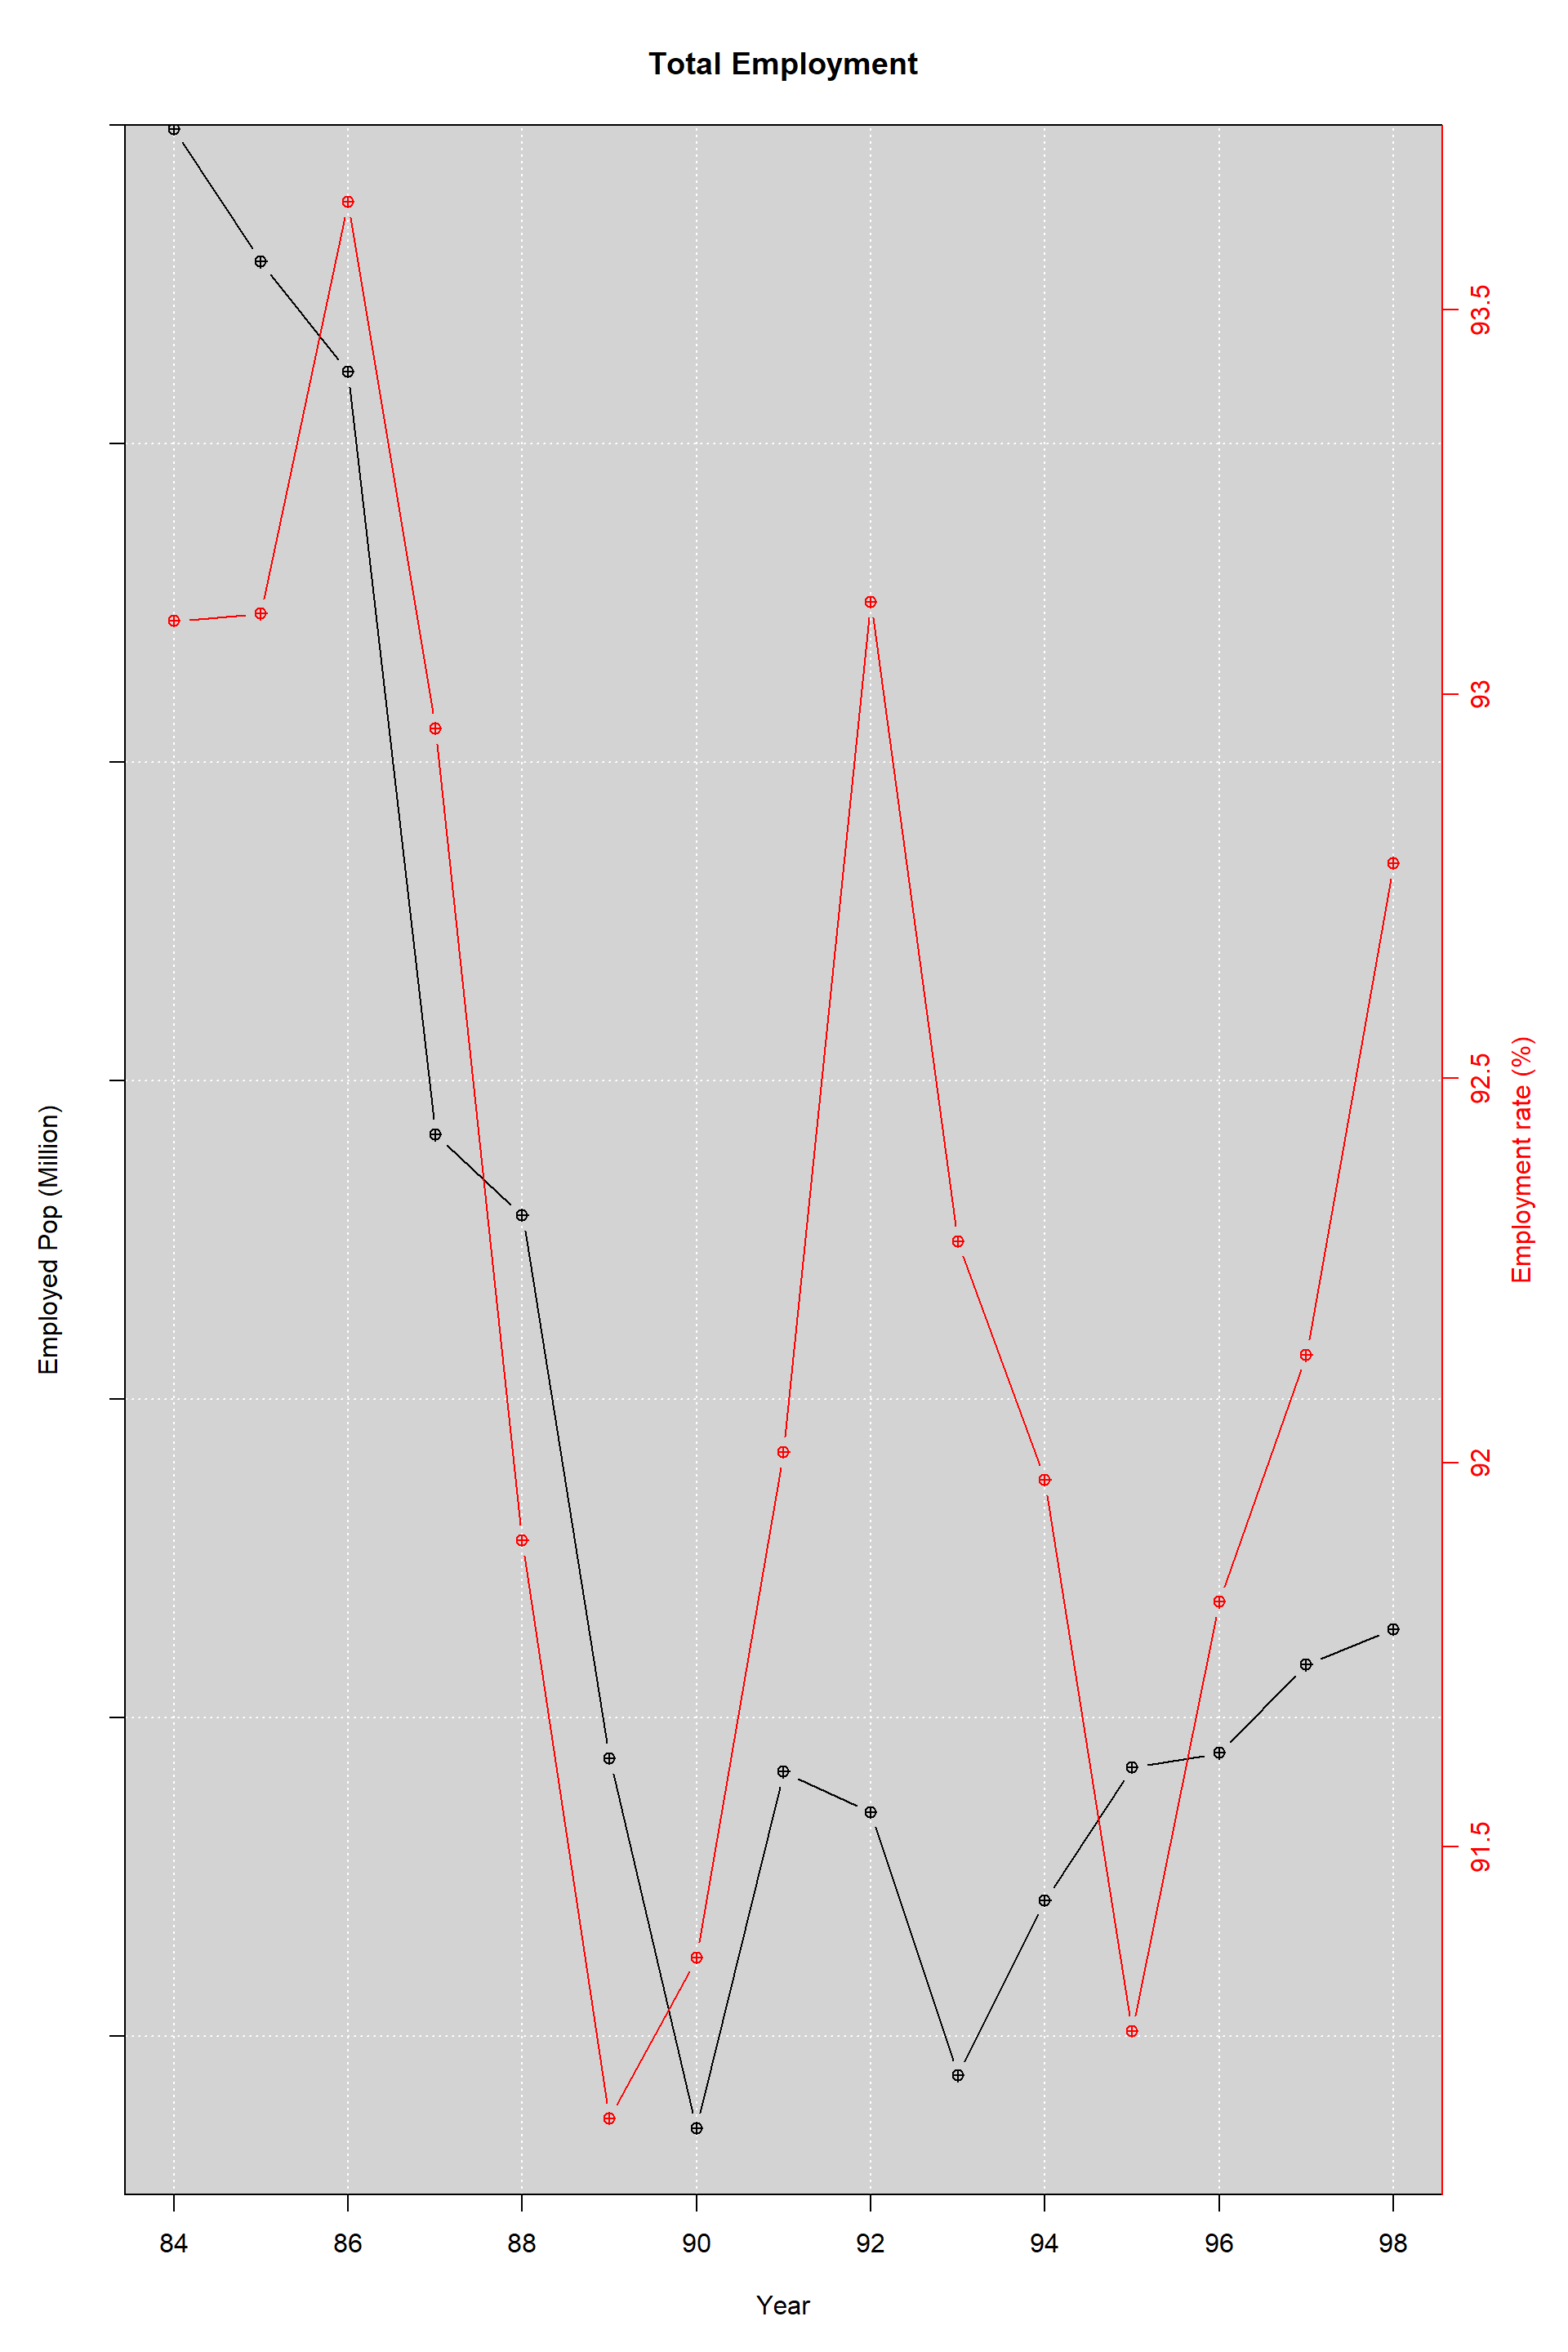 Total Employment
Employed Pop (Million)
93.5
93
92.5
92
91.5
Employment rate (%)
84 86 88 90 92 94 96 98
Year